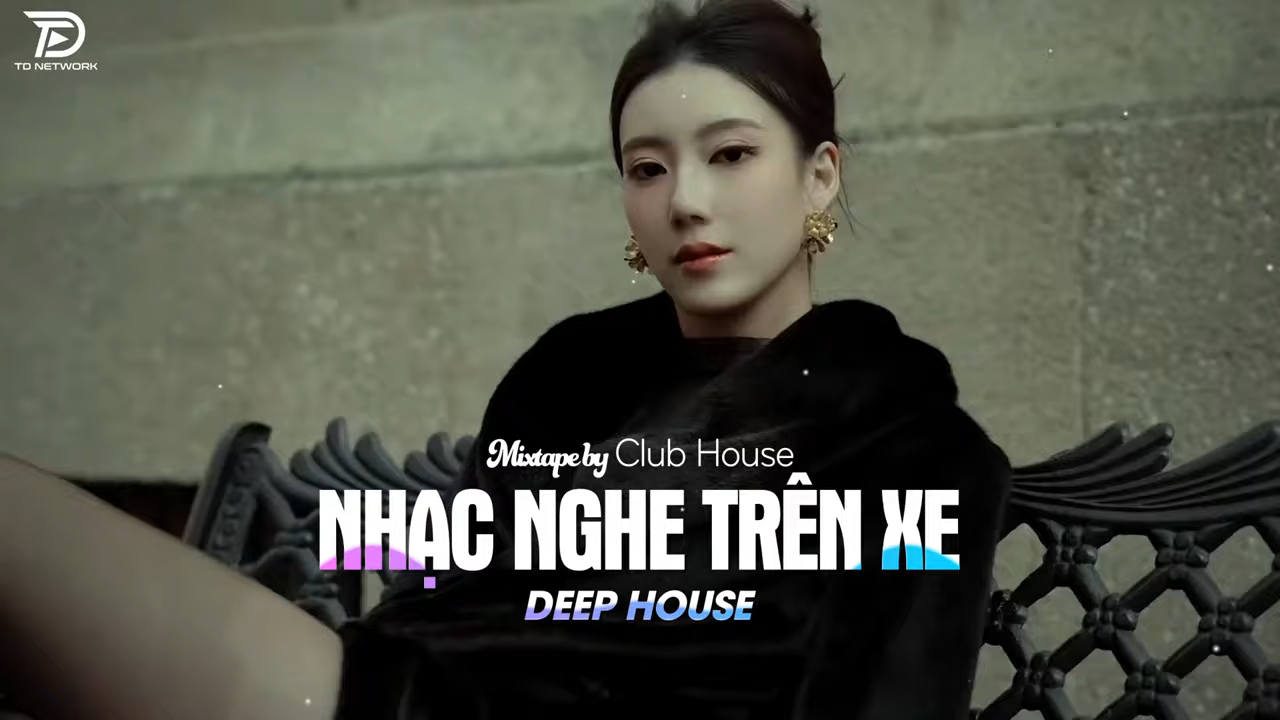 TD NETWORK
Mixtape by Club House
NHẠC NGHE TRÊN XE
DEEP HOUSE